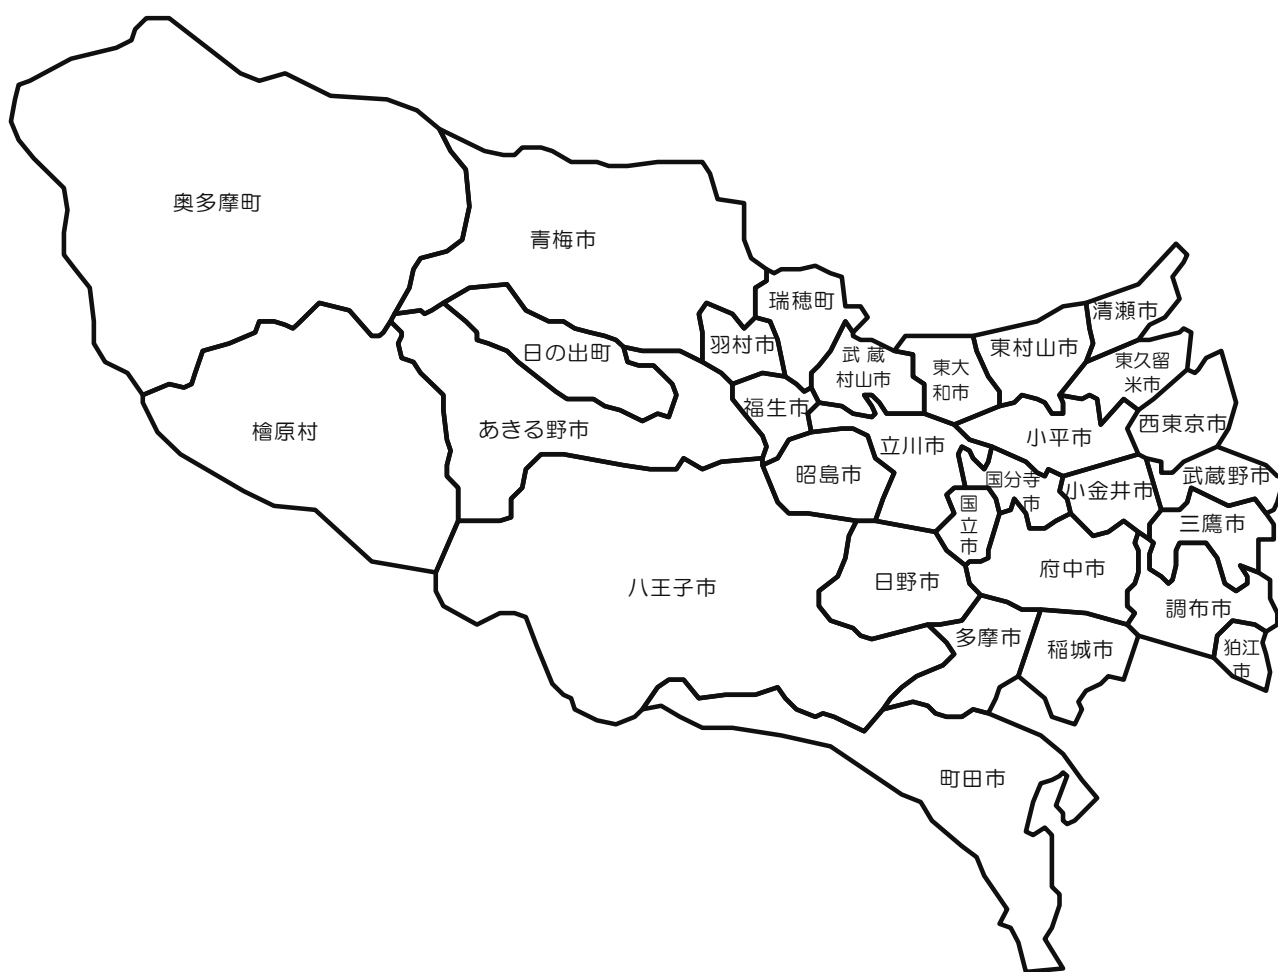 奥多摩町
青梅市
瑞穂町
清瀬市
羽村市
日の出町
武蔵
村山市
東大
和市
東村山市
東久留
米市
檜原村
あきる野市
福生市
立川市
小平市
西東京市
昭島市
国分寺
市
小金井市
武蔵野市
国
立
市
三鷹市
八王子市
日野市
府中市
調布市
多摩市
稲城市
狛江
市
町田市